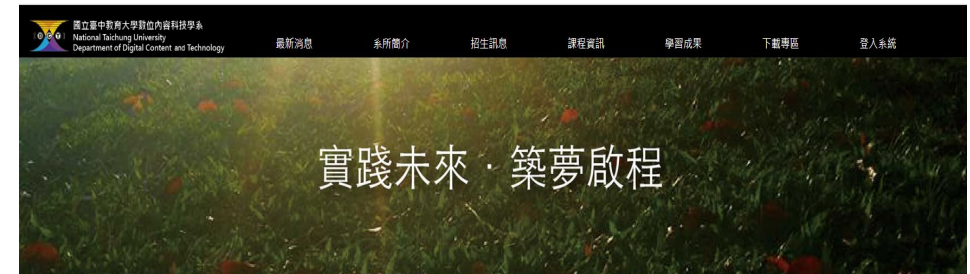 國立臺中教育大學數位內容科技學系
National Taichung University
Department of Digital Content and Technology
DCT
最新消息 系所簡介 招生訊息 課程資訊 學習成果 下載專區 登入系統
實踐未來 · 築夢啟程